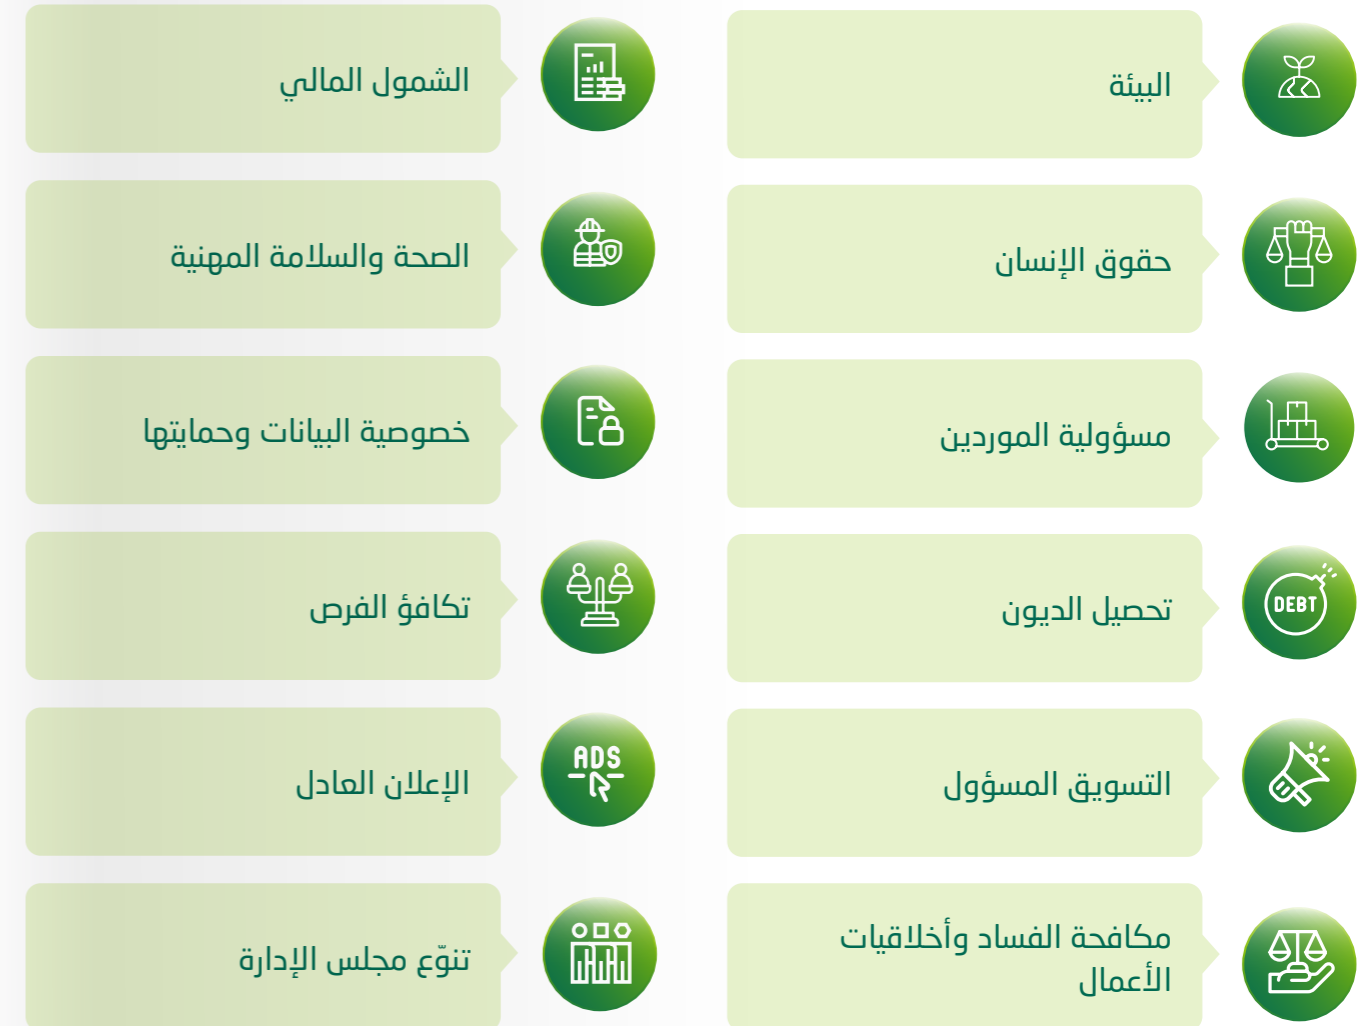 البيئة
الشمول المالي
حقوق الإنسان
الصحة والسلامة المهنية
مسؤولية الموردين
خصوصية البيانات وحمايتها
DEBT
تحصيل الديون
تكافؤ الفرص
التسويق المسؤول
ADS
الإعلان العادل
مكافحة الفساد وأخلاقيات
الأعمال
تنوّع مجلس الإدارة